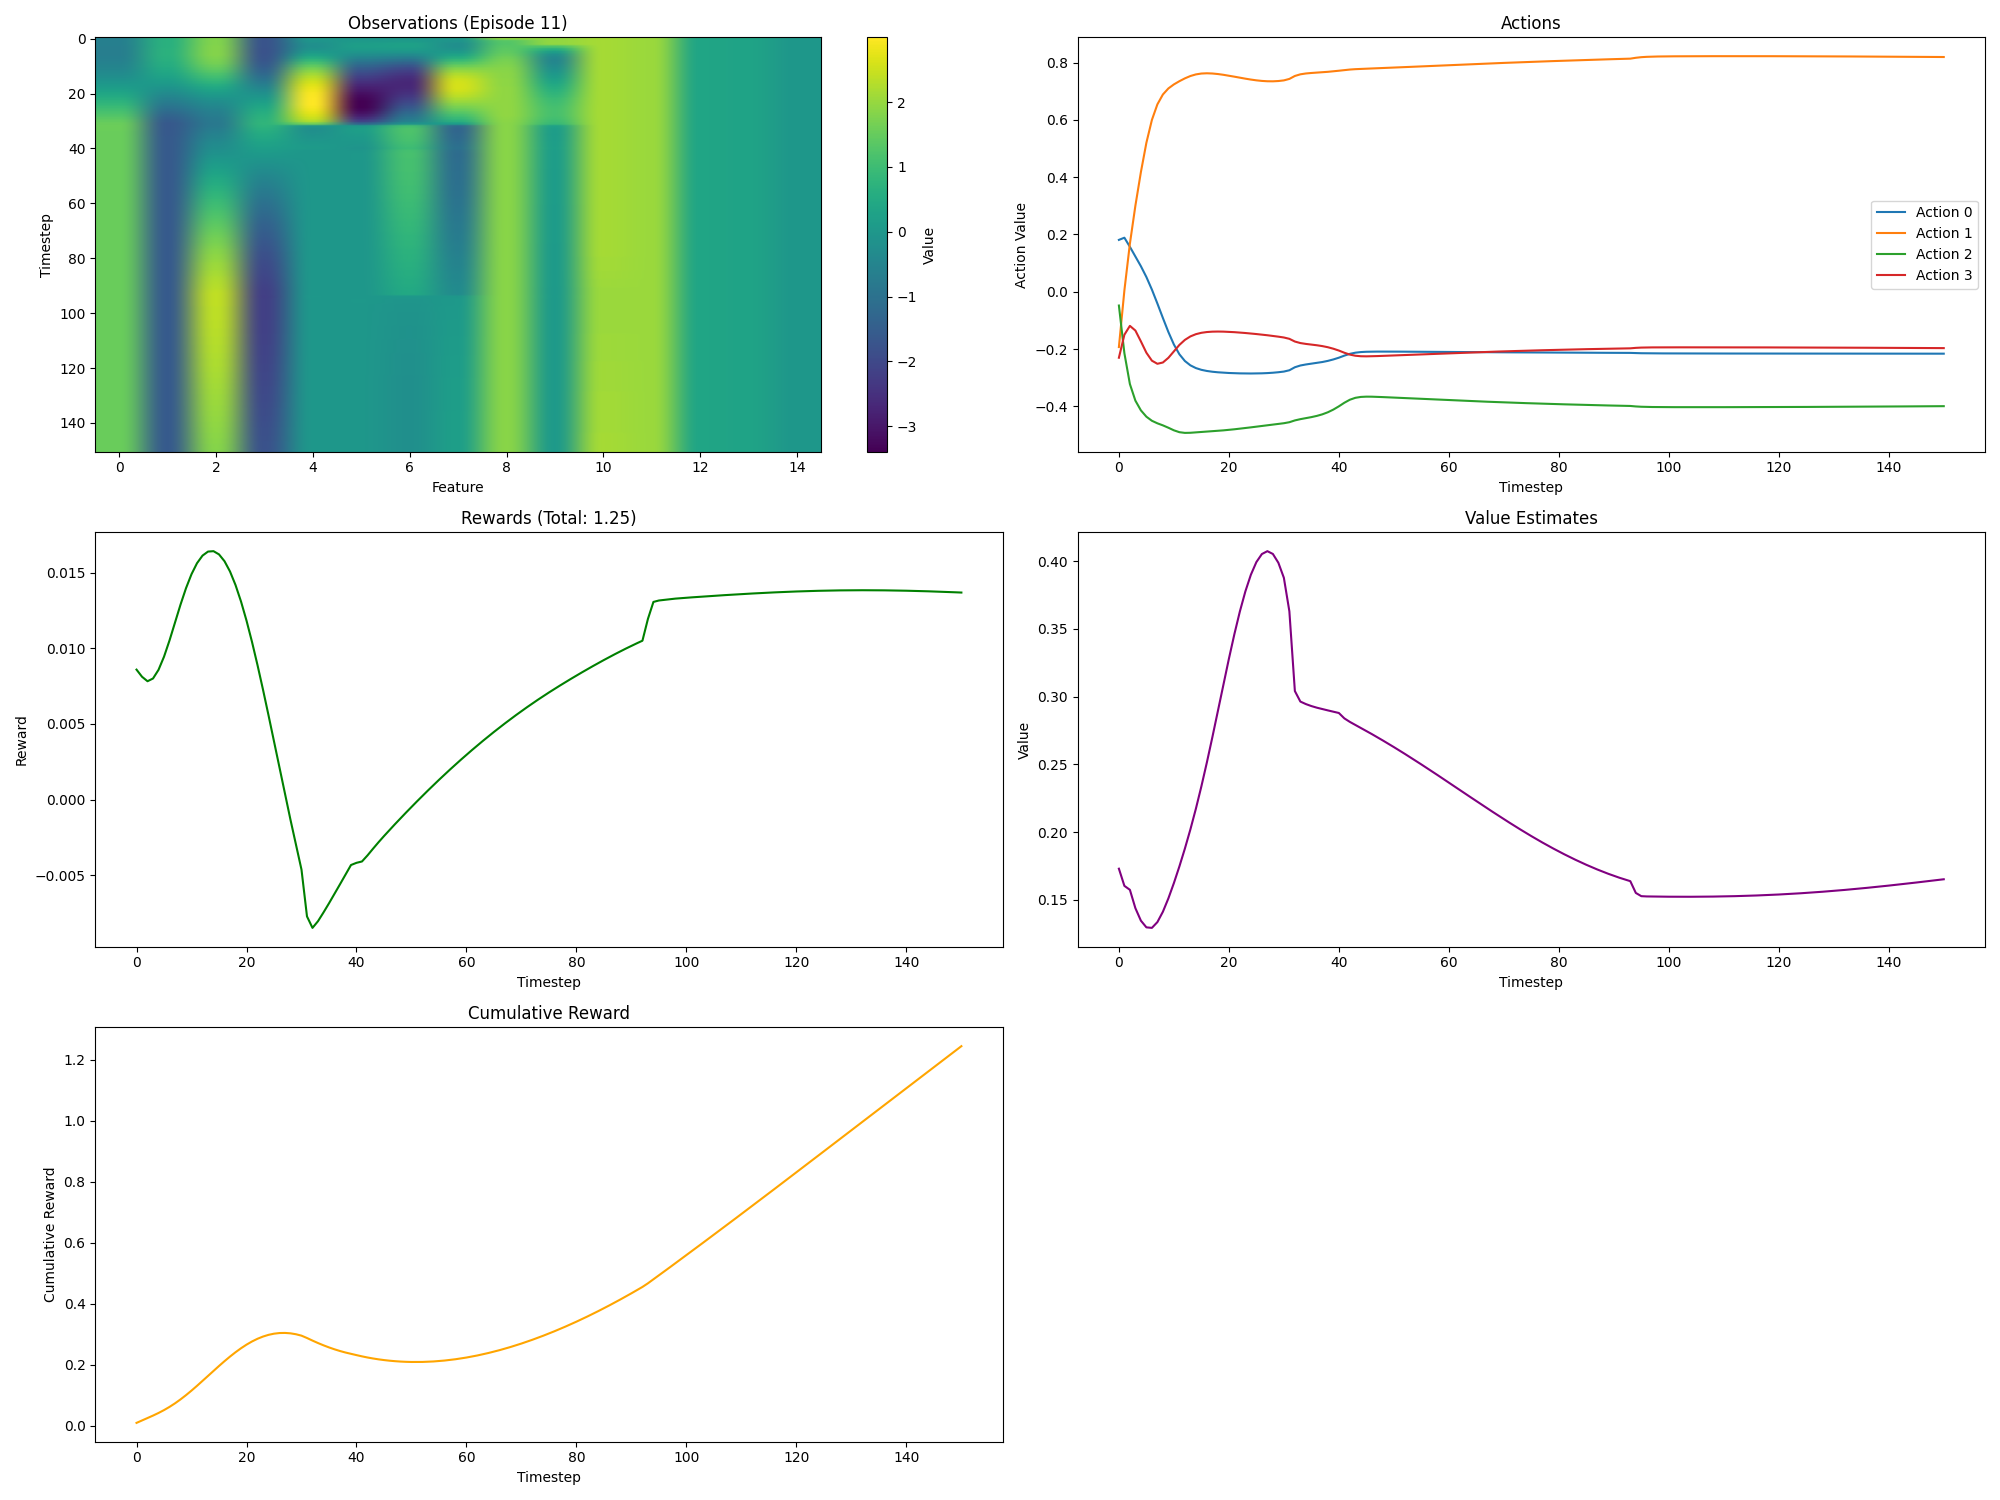 Observations (Episode 11)
0
20
40
60
80
100
120
140
Timestep
0 2 4 6 8 10 12 14
Feature
2
1
0
−1
−2
−3
Value
Actions
0.8
0.6
0.4
0.2
0.0
−0.2
−0.4
Action Value
Action 0
Action 1
Action 2
Action 3
0 20 40 60 80 100 120 140
Timestep
Rewards (Total: 1.25)
0.015
0.010
0.005
0.000
−0.005
Reward
0 20 40 60 80 100 120 140
Timestep
Value Estimates
0.40
0.35
0.30
0.25
0.20
0.15
Value
0 20 40 60 80 100 120 140
Timestep
Cumulative Reward
1.2
1.0
0.8
0.6
0.4
0.2
0.0
Cumulative Reward
0 20 40 60 80 100 120 140
Timestep